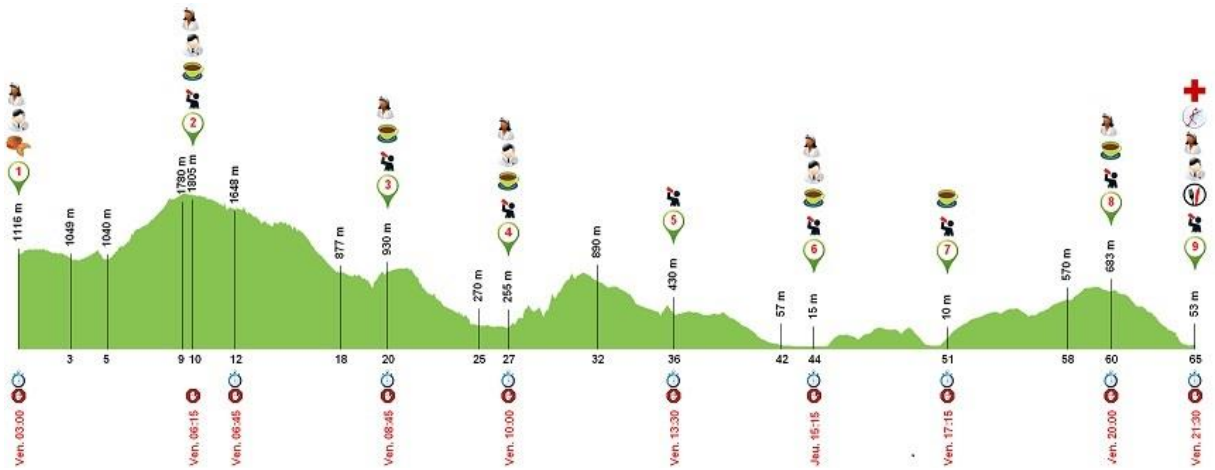 2
1
3
4
5
6
7
8
9
1116 m
1049 m
1040 m
1780 m
1805 m
1648 m
877 m
930 m
270 m
255 m
890 m
430 m
57 m
15 m
10 m
570 m
683 m
53 m
3 5 9 10 12 18 20 25 27 32 36 42 44 51 58 60 65
Ven. 03:00
Ven. 06:15
Ven. 06:45
Ven. 08:45
Ven. 10:00
Ven. 13:30
Jeu. 15:15
Ven. 17:15
Ven. 20:00
Ven. 21:30